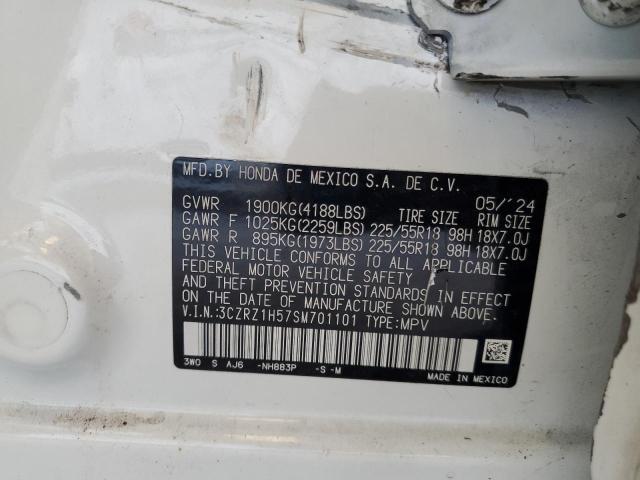 MFD.BY HONDA DE MEXICO S.A. DE C.V.
05/'24
GVWR 1900KG(4188LBS) TIRE SIZE RIM SIZE
GAWR F 1025KG(2259LBS) 225/55R18 98H 18X7.0J
GAWR R 895KG(1973LBS) 225/55R18 98H 18X7.0J
THIS VEHICLE CONFORMS TO ALL APPLICABLE
FEDERAL MOTOR VEHICLE SAFETY
AND THEFT PREVENTION STANDARDS IN EFFECT
ON THE DATE OF MANUFACTURE SHOWN ABOVE.
V.I.N.:3CZRZ1H57SM701101 TYPE:MPV
3W0 S AJ6 -NH883P -S -M
MADE IN MEXICO